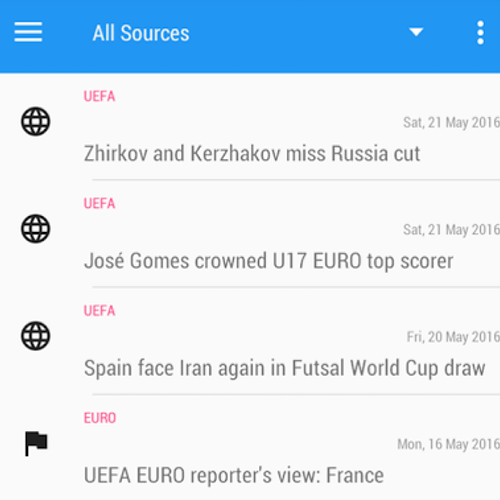 All Sources
UEFA
Sat, 21 May 2016
Zhirkov and Kerzhakov miss Russia cut
UEFA
Sat, 21 May 2016
José Gomes crowned U17 EURO top scorer
UEFA
Fri, 20 May 2016
Spain face Iran again in Futsal World Cup draw
EURO
Mon, 16 May 2016
UEFA EURO reporter's view: France